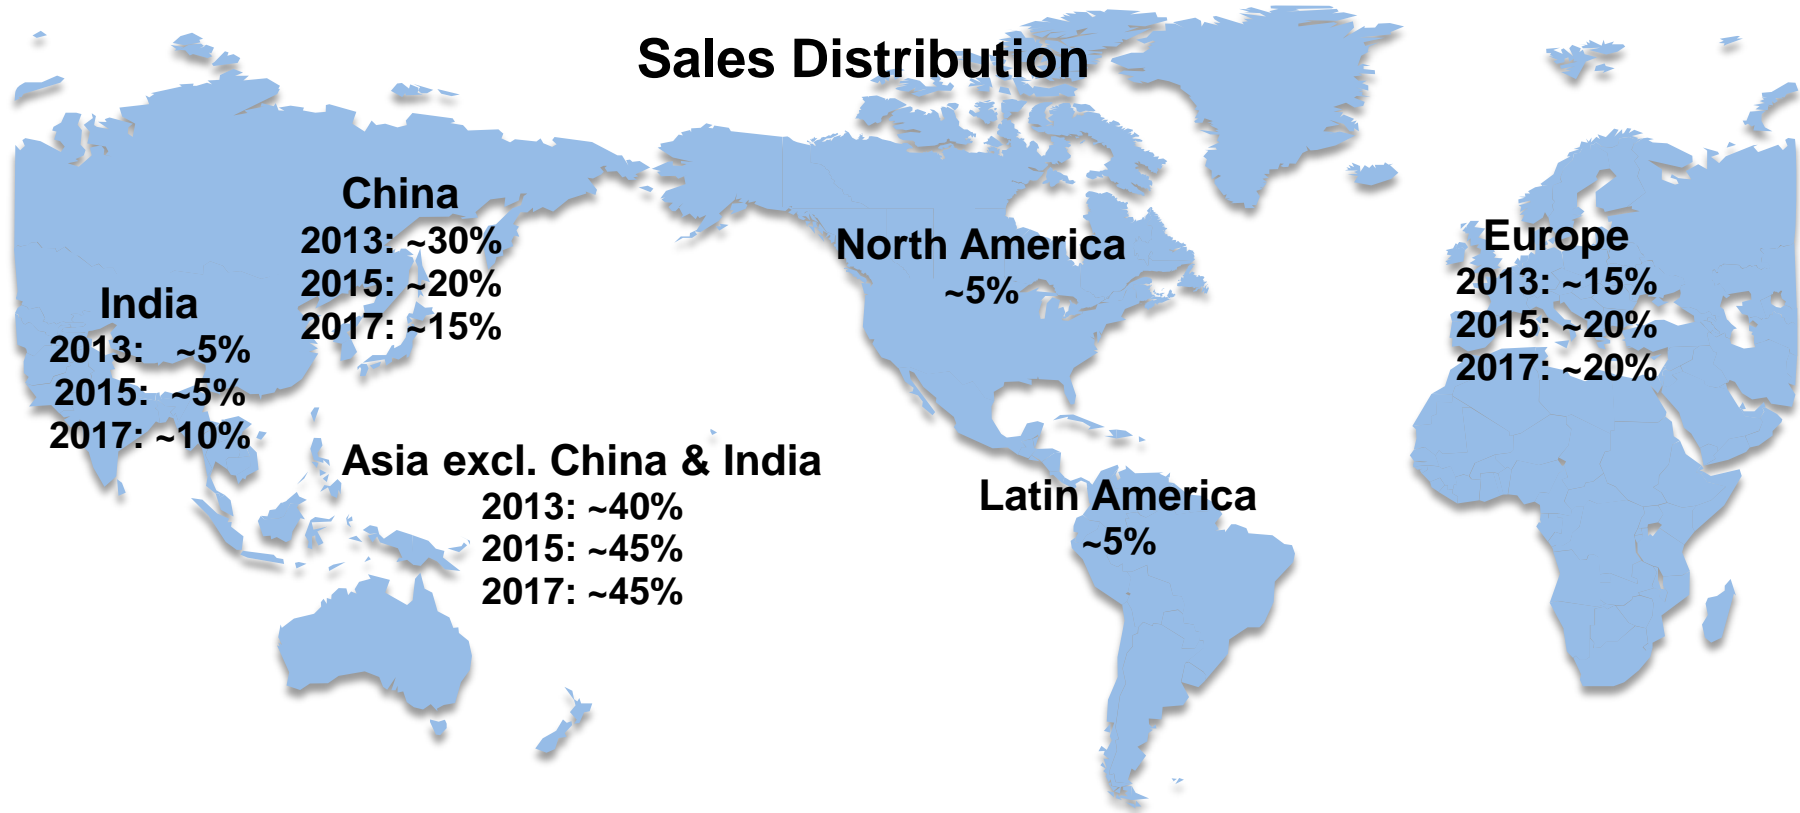 Sales Distribution
China
2013: ~30%
2015: ~20%
2017: ~15%
India
2013: ~5%
2015: ~5%
2017: ~10%
Asia excl. China & India
2013: ~40%
2015: ~45%
2017: ~45%
North America
~5%
Latin America
~5%
Europe
2013: ~15%
2015: ~20%
2017: ~20%